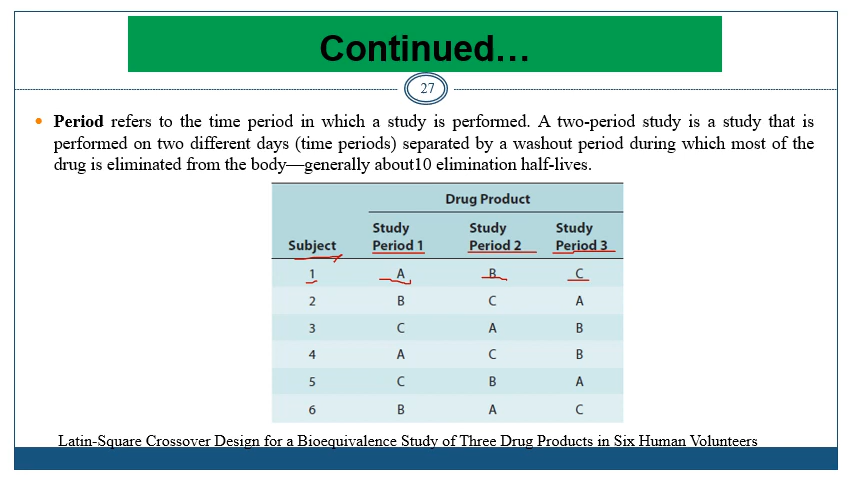 Continued…
27
• Period refers to the time period in which a study is performed. A two-period study is a study that is
performed on two different days (time periods) separated by a washout period during which most of the
drug is eliminated from the body—generally about10 elimination half-lives.
Drug Product
Subject Study Period 1 Study Period 2 Study Period 3
1 A B C
2 B C A
3 C A B
4 A C B
5 C B A
6 B A C
Latin-Square Crossover Design for a Bioequivalence Study of Three Drug Products in Six Human Volunteers